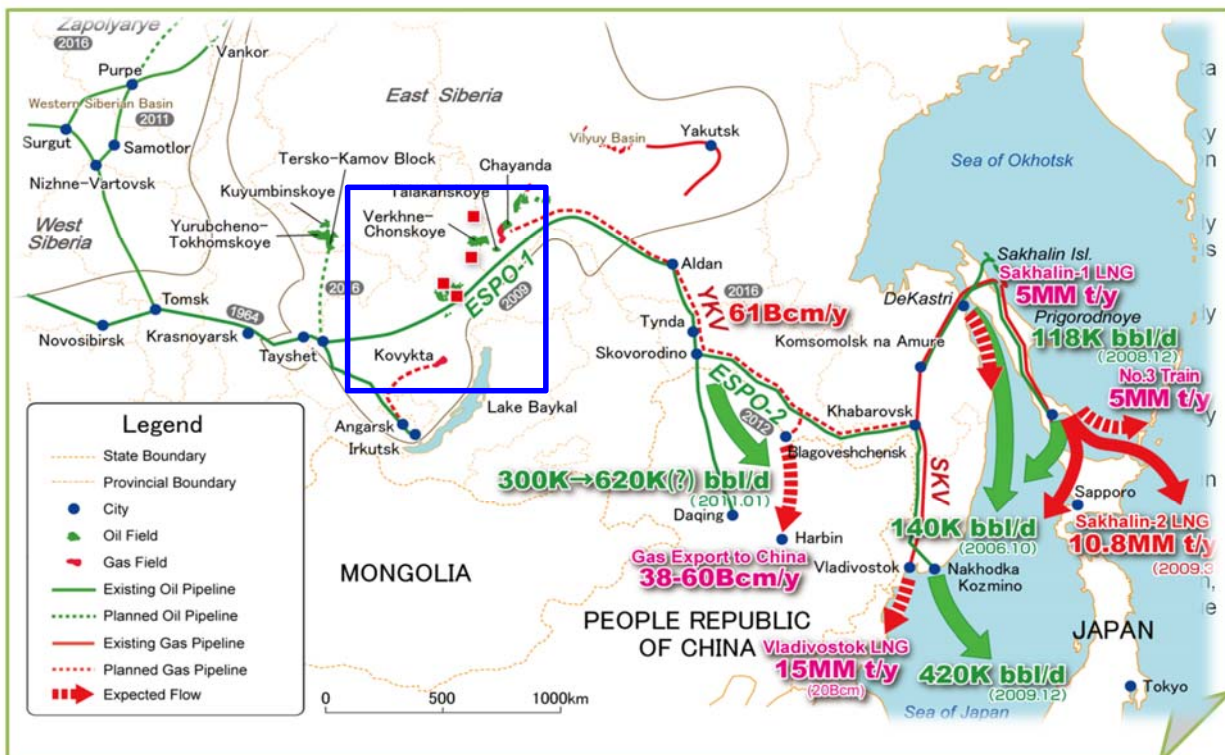 Zapolyarye
2016
Vankor
Purpe
Western Siberian Basin
2011
Surgut
Samotlor
Nizhne-Vartovsk
West
Siberia
East Siberia
Tersko-Kamov Block
Kuyumbinskoye
Yurubcheno-
Tokhomskoye
Chayanda
Talakanskoye
Verkhne-
Chonskoye
Vilyuy Basin
Yakutsk
ESPO-1
2009
Tomsk
1964
Novosibirsk
Krasnoyarsk
Tayshet
Kovykta
Angarsk
Irkutsk
Lake Baykal
Aldan
YKV
2016
61Bcm/y
Tynda
Skovorodino
ESPO-2
2012
Blagoveshchensk
Khabarovsk
Komsomolsk na Amure
DeKastri
Sea of Okhotsk
Sakhalin Isl.
Sakhalin-1 LNG
5MM t/y
Prigorodnoye
118K bbl/d
(2008.12)
No.3 Train
5MM t/y
SKV
300K→620K(?) bbl/d
(2011.01)
Daqing
Harbin
Gas Export to China
38-60Bcm/y
140K bbl/d
(2006.10)
Sapporo
Sakhalin-2 LNG
10.8MM t/y
(2009.3
Vladivostok
Nakhodka
Kozmino
Vladivostok LNG
15MM t/y
(20Bcm)
420K bbl/d
(2009.12)
MONGOLIA
PEOPLE REPUBLIC
OF CHINA
JAPAN
Tokyo
Sea of Japan
Legend
State Boundary
Provincial Boundary
City
Oil Field
Gas Field
Existing Oil Pipeline
Planned Oil Pipeline
Existing Gas Pipeline
Planned Gas Pipeline
Expected Flow
0 500 1000km